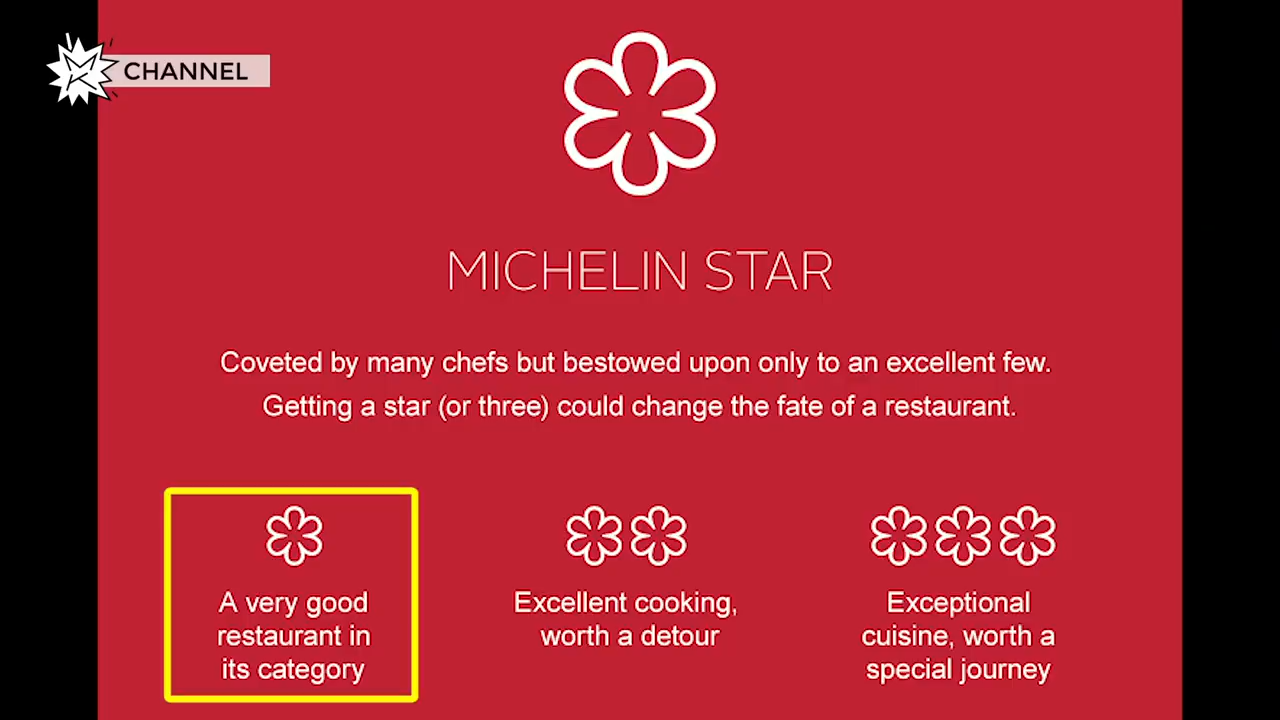 CHANNEL
MICHELIN STAR
Coveted by many chefs but bestowed upon only to an excellent few.
Getting a star (or three) could change the fate of a restaurant.
A very good
restaurant in
its category
Excellent cooking,
worth a detour
Exceptional
cuisine, worth a
special journey